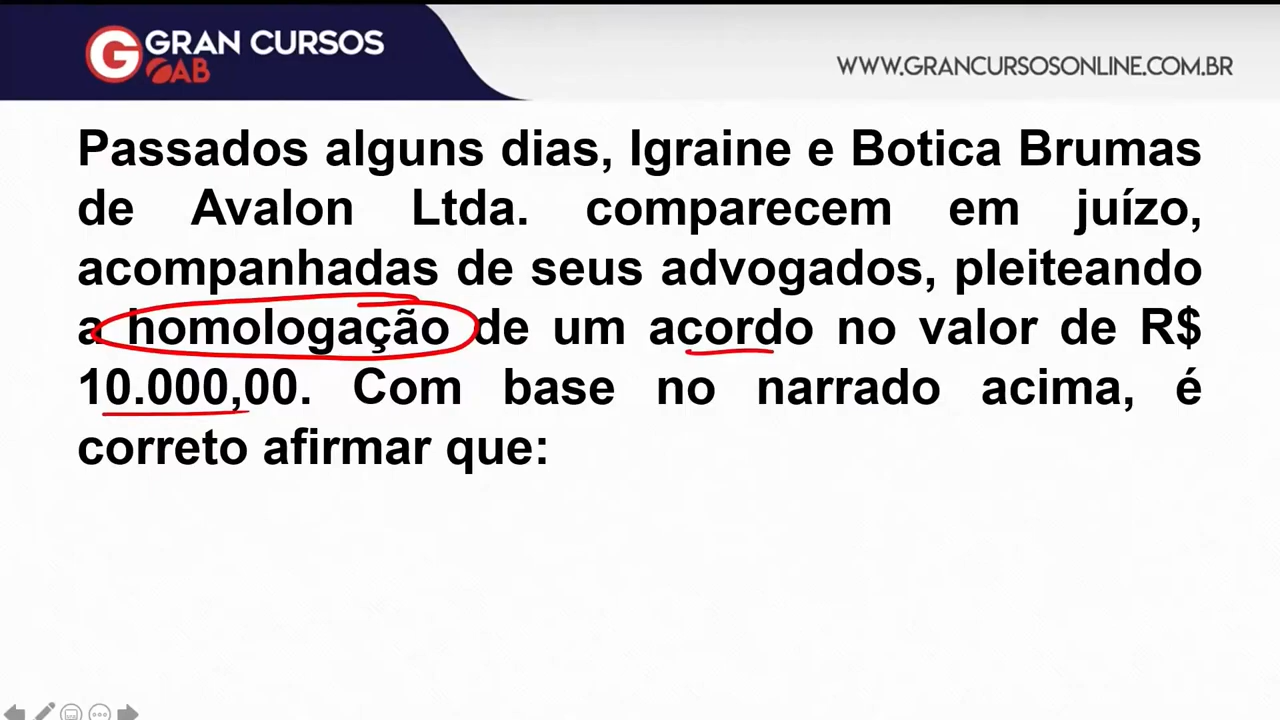 GRAN CURSOS
OAB
WWW.GRANCURSOSONLINE.COM.BR
Passados alguns dias, Igraine e Botica Brumas
de Avalon Ltda. comparecem em juízo,
acompanhadas de seus advogados, pleiteando
a homologação de um acordo no valor de R$
10.000,00. Com base no narrado acima, é
correto afirmar que: